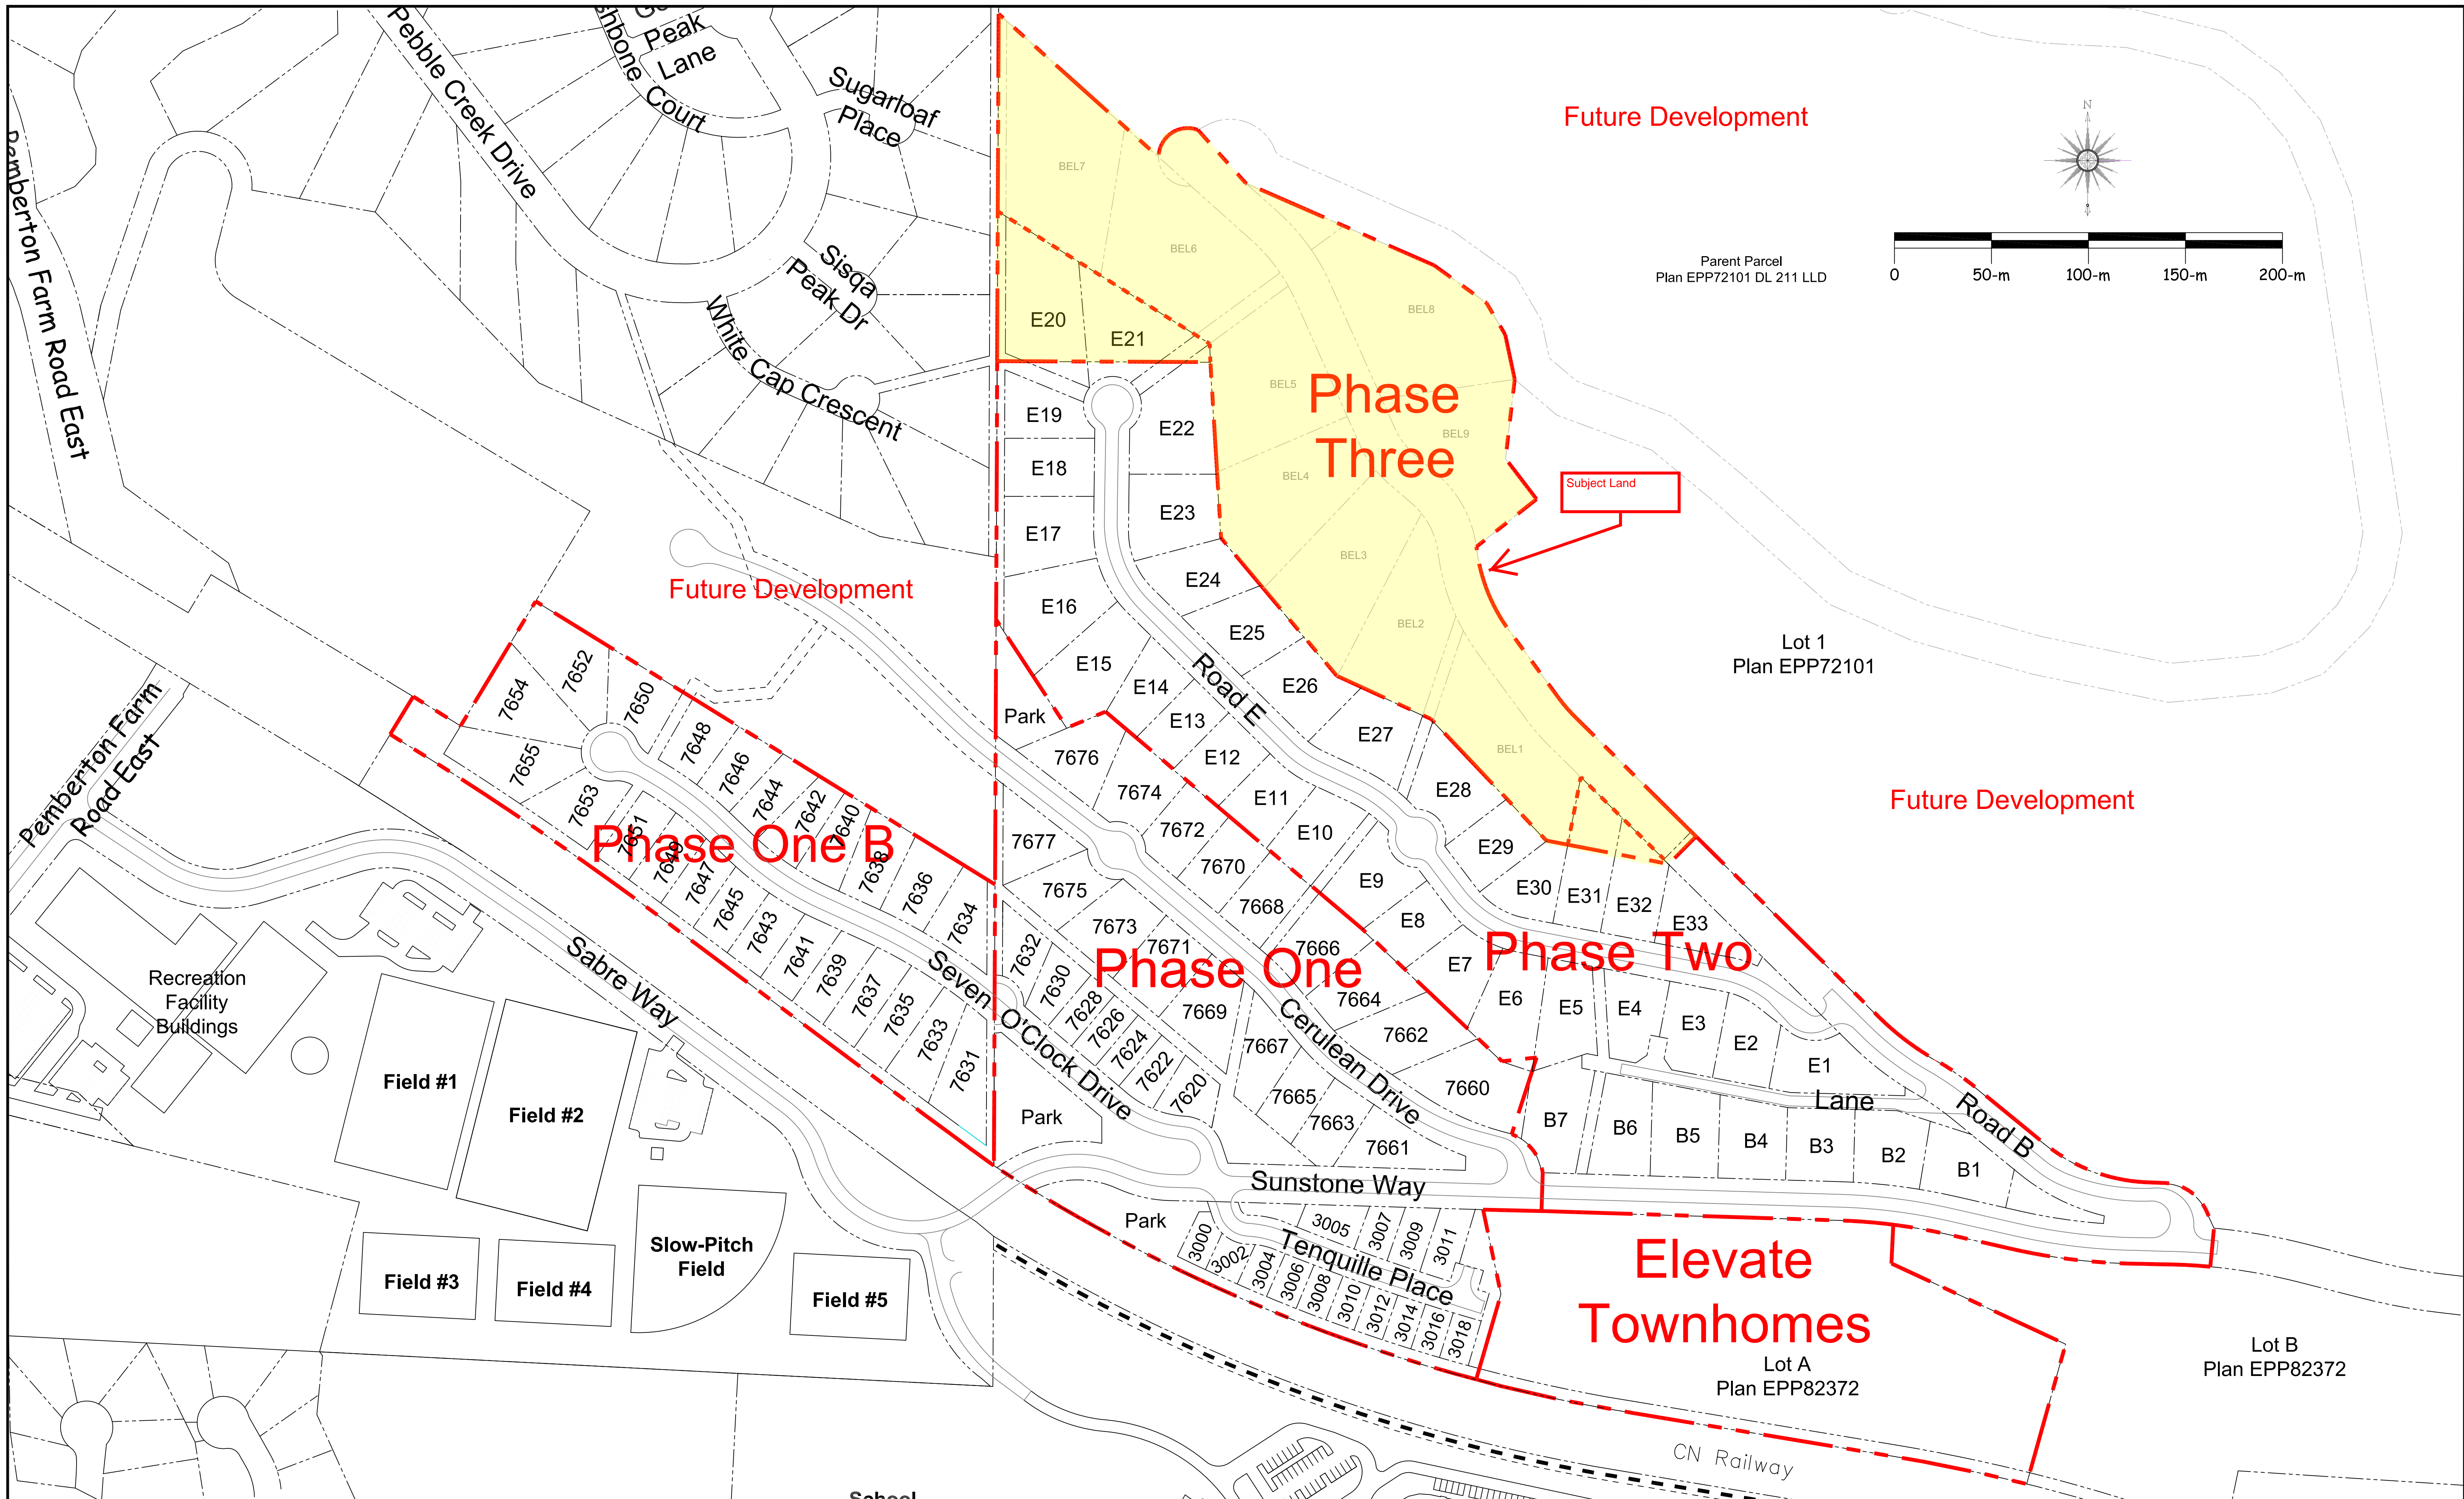 Peak
Lane
Court
Pebble Creek Drive
Sugarloaf
Place
Sisqa
Peak Dr
White Cap Crescent
Pemberton Farm Road East
Pemberton Farm
Road East
Future Development
N
0 50-m 100-m 150-m 200-m
Parent Parcel
Plan EPP72101 DL 211 LLD
BEL7
BEL6
BEL8
BEL5
BEL9
BEL4
BEL3
BEL2
BEL1
Phase
Three
Subject Land
Lot 1
Plan EPP72101
Future Development
Future Development
E20
E21
E19
E22
E18
E17
E23
E24
E16
E25
E15
E26
E14
E13
E27
E12
E28
E11
E10
E29
E9
E30
E31
E32
E33
E8
E7
E6
E5
E4
E3
E2
E1
Road E
Phase Two
Park
7676
7674
7672
7670
7668
7666
7664
7662
7660
7677
7675
7673
7671
7669
7667
7665
7663
7661
Phase One
Cerulean Drive
7654
7652
7650
7648
7646
7644
7642
7640
7638
7636
7634
7655
7653
7651
7649
7647
7645
7643
7641
7639
7637
7635
7633
7631
Phase One B
7632
7630
7628
7626
7624
7622
7620
Seven O'Clock Drive
Sabre Way
Park
B7
B6
B5
B4
B3
B2
B1
Lane
Road B
Sunstone Way
Park
3000
3002
3004
3006
3008
3010
3012
3014
3016
3018
3005
3007
3009
3011
Tenquille Place
Elevate
Townhomes
Lot A
Plan EPP82372
Lot B
Plan EPP82372
CN Railway
Recreation
Facility
Buildings
Field #1
Field #2
Field #3
Field #4
Slow-Pitch
Field
Field #5